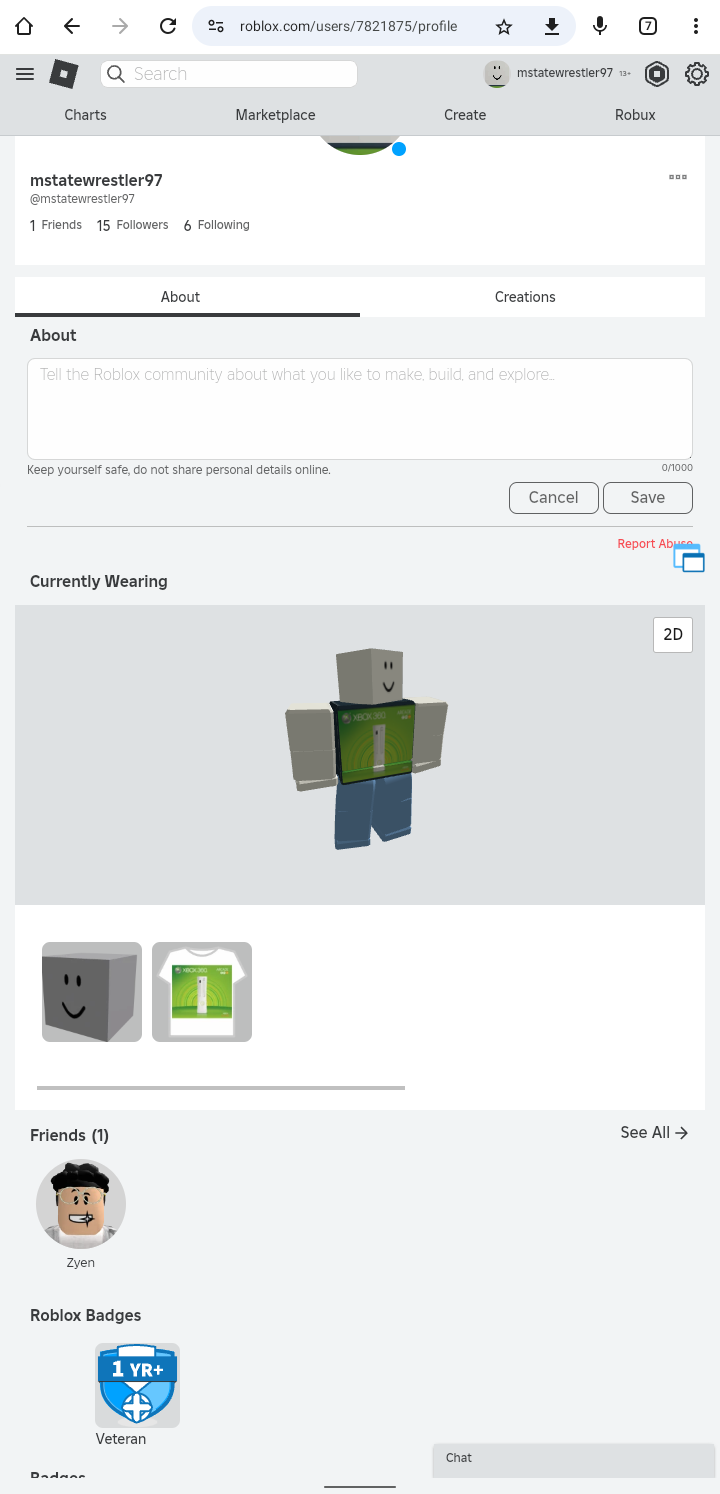 roblox.com/users/7821875/profile
7
Search
mstatewrestler97 13+
Charts Marketplace Create Robux
mstatewrestler97
@mstatewrestler97
1 Friends 15 Followers 6 Following
About Creations
About
Tell the Roblox community about what you like to make, build, and explore...
Keep yourself safe, do not share personal details online. 0/1000
Cancel Save
Report Abuse
Currently Wearing
2D
XBOX 360
XBOX 360
Friends (1) See All
Zyen
Roblox Badges
1 YR+
Veteran
Chat
Badges